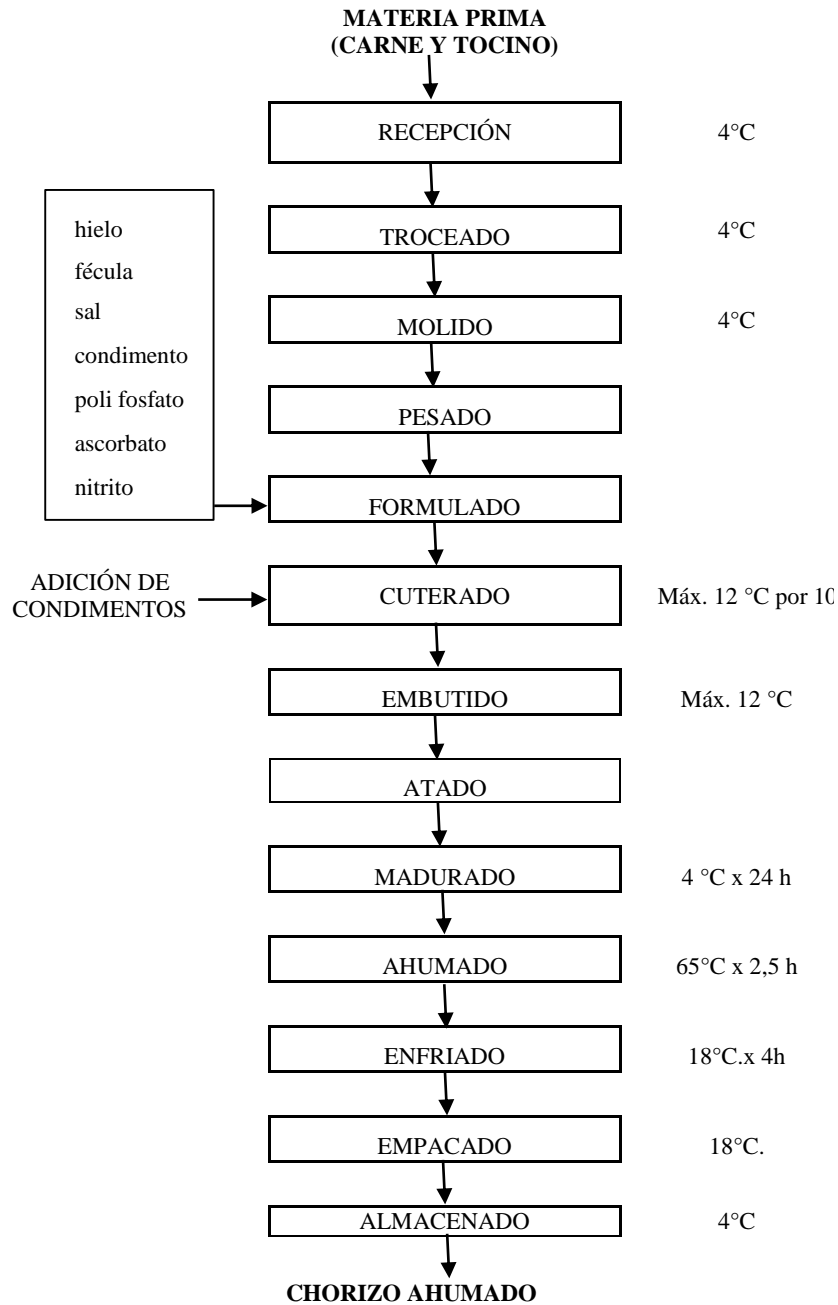 MATERIA PRIMA
(CARNE Y TOCINO)
RECEPCIÓN
4°C
TROCEADO
4°C
MOLIDO
4°C
PESADO
hielo
fécula
sal
condimento
poli fosfato
ascorbato
nitrito
FORMULADO
ADICIÓN DE
CONDIMENTOS
CUTERADO
Máx. 12 °C por 10
EMBUTIDO
Máx. 12 °C
ATADO
MADURADO
4 °C x 24 h
AHUMADO
65°C x 2,5 h
ENFRIADO
18°C.x 4h
EMPACADO
18°C.
ALMACENADO
4°C
CHORIZO AHUMADO